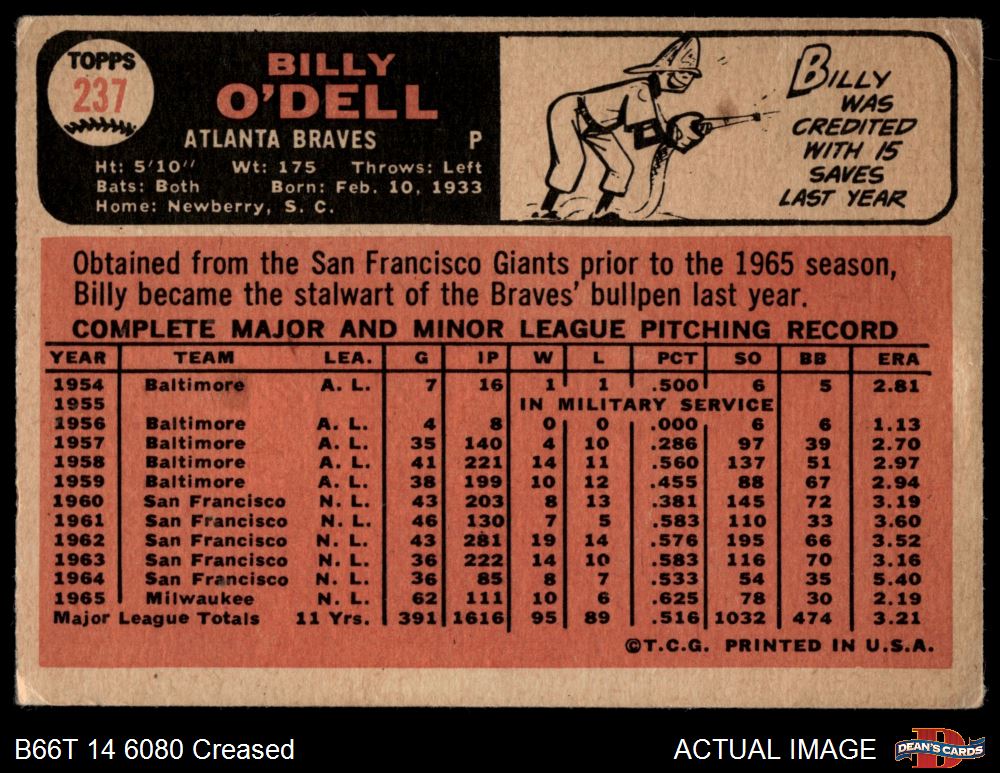 TOPPS
237
BILLY
O'DELL
ATLANTA BRAVES P
Ht: 5'10" Wt: 175 Throws: Left
Bats: Both Born: Feb. 10, 1933
Home: Newberry, S. C.
BILLY
WAS
CREDITED
WITH 15
SAVES
LAST YEAR
Obtained from the San Francisco Giants prior to the 1965 season,
Billy became the stalwart of the Braves' bullpen last year.
COMPLETE MAJOR AND MINOR LEAGUE PITCHING RECORD
YEAR TEAM LEA. G IP W L PCT SO BB ERA
1954 Baltimore A. L. 7 16 1 1 .500 6 5 2.81
1955 IN MILITARY SERVICE
1956 Baltimore A. L. 4 8 0 0 .000 6 6 1.13
1957 Baltimore A. L. 35 140 4 10 .286 97 39 2.70
1958 Baltimore A. L. 41 221 14 11 .560 137 51 2.97
1959 Baltimore A. L. 38 199 10 12 .455 88 67 2.94
1960 San Francisco N. L. 43 203 8 13 .381 145 72 3.19
1961 San Francisco N. L. 46 130 7 5 .583 110 33 3.60
1962 San Francisco N. L. 43 281 19 14 .576 195 66 3.52
1963 San Francisco N. L. 36 222 14 10 .583 116 70 3.16
1964 San Francisco N. L. 36 85 8 7 .533 54 35 5.40
1965 Milwaukee N. L. 62 111 10 6 .625 78 30 2.19
Major League Totals 11 Yrs. 391 1616 95 89 .516 1032 474 3.21
©T.C.G. PRINTED IN U.S.A.
B66T 14 6080 Creased ACTUAL IMAGE
DEAN'S CARDS